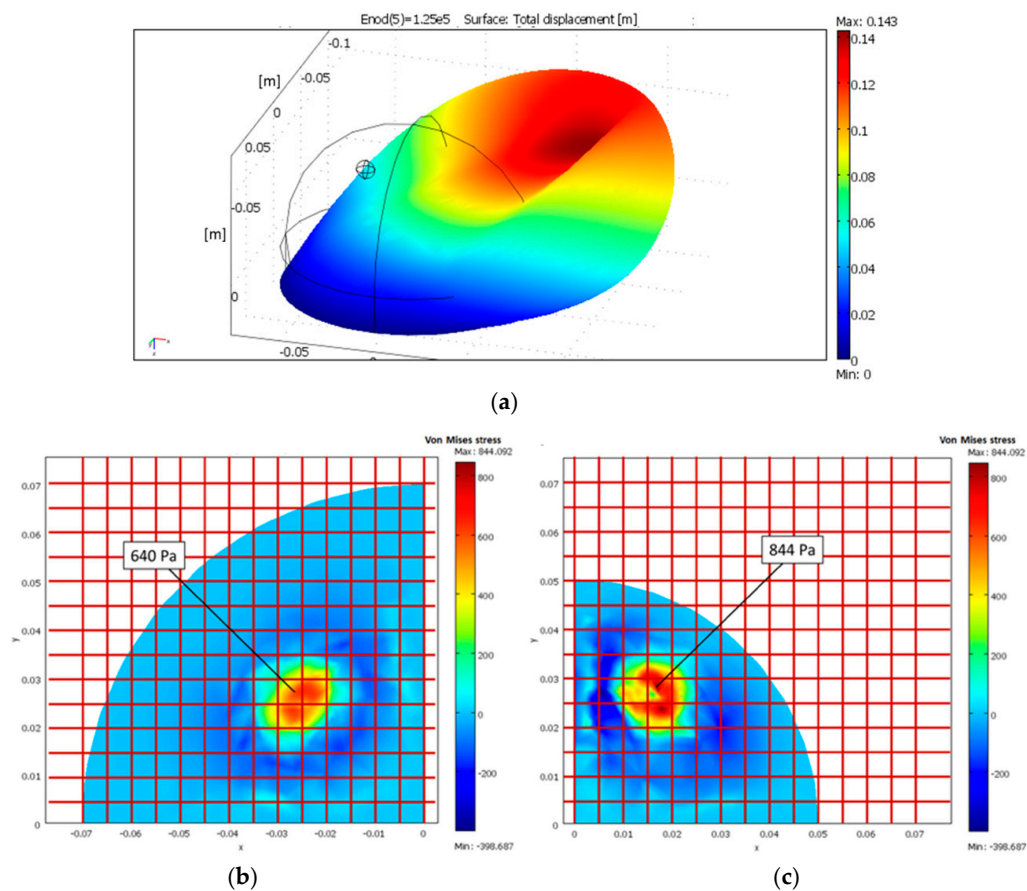 Enod(5)=1.25e5 Surface: Total displacement [m]
Max: 0.143
-0.1
[m]
-0.05
0
0.05
-0.05
[m]
0
-0.05
0.14
0.12
0.1
0.08
0.06
0.04
0.02
0
Min: 0
(a)
Von Mises stress
Max: 844.092
800
600
400
200
0
-200
Min: -398.687
640 Pa
0.07
0.06
0.05
0.04
0.03
0.02
0.01
0
y
-0.07 -0.06 -0.05 -0.04 -0.03 -0.02 -0.01 0
x
(b)
Von Mises stress
Max: 844.092
800
600
400
200
0
-200
Min: -398.687
844 Pa
0.07
0.06
0.05
0.04
0.03
0.02
0.01
0
y
0 0.01 0.02 0.03 0.04 0.05 0.06 0.07
x
(c)